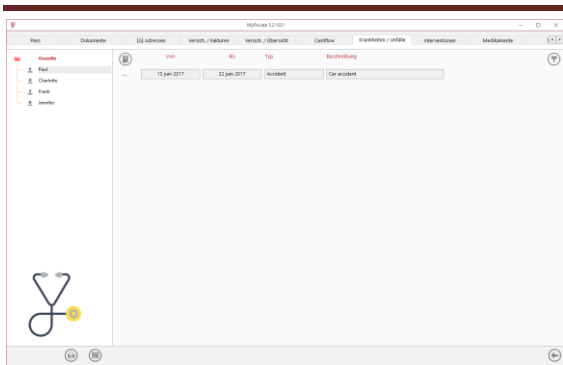 MyPrivate 5.2.1021
Pass Dokumente [G] Adressen Versich. / Fakturen Versich. / Übersicht Cashflow Krankheiten / Unfälle Interventionen Medikamente
Gesundte
Von Bis Typ Beschreibung
Paul
... 13 juin 2017 22 juin 2017 Accident Car accident
Charlotte
Frank
Jennifer